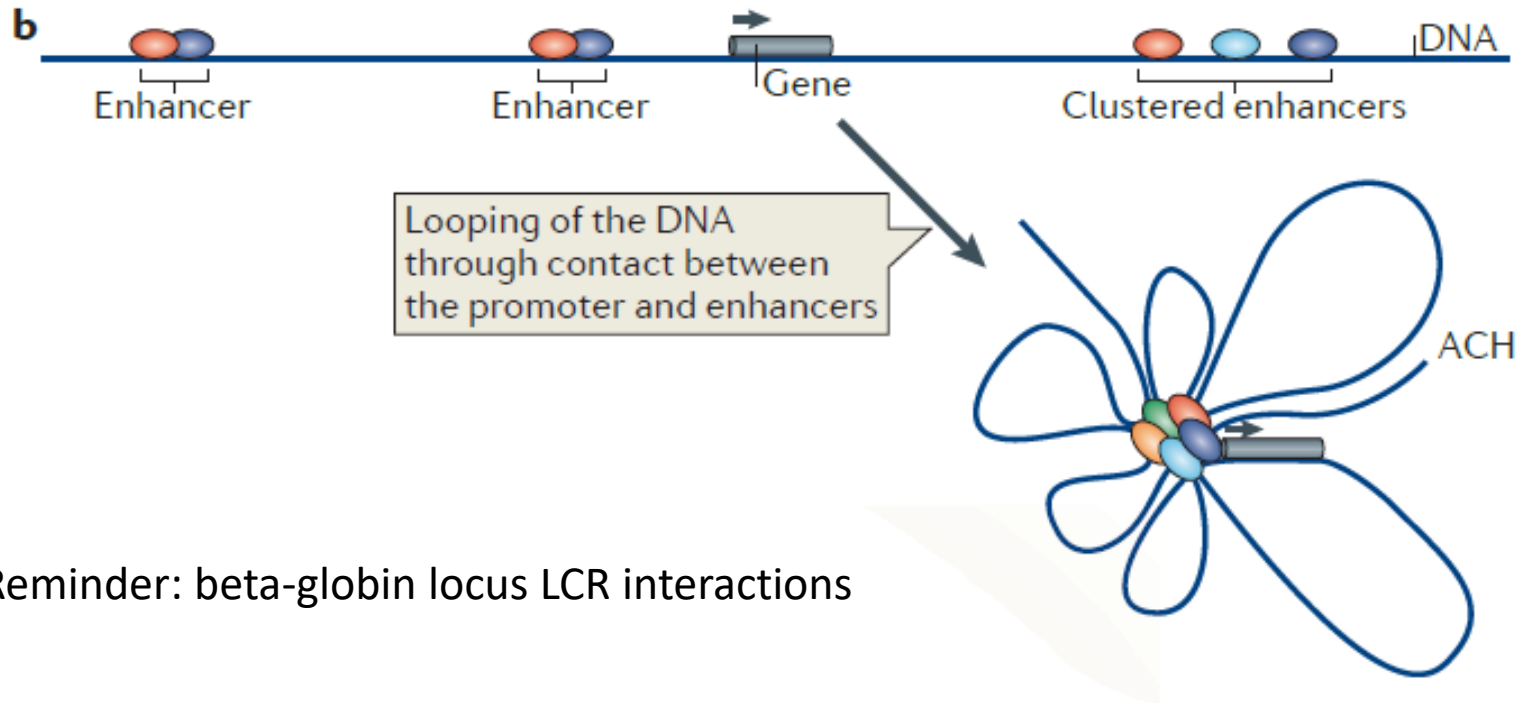 b
DNA
Enhancer
Enhancer
Gene
Clustered enhancers
Looping of the DNA
through contact between
the promoter and enhancers
ACH
Reminder: beta-globin locus LCR interactions